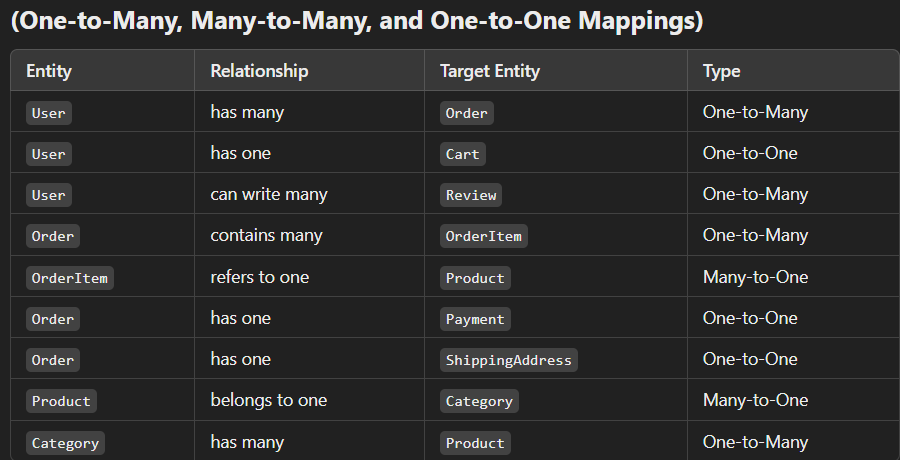 (One-to-Many, Many-to-Many, and One-to-One Mappings)
Entity Relationship Target Entity Type
User has many Order One-to-Many
User has one Cart One-to-One
User can write many Review One-to-Many
Order contains many OrderItem One-to-Many
OrderItem refers to one Product Many-to-One
Order has one Payment One-to-One
Order has one ShippingAddress One-to-One
Product belongs to one Category Many-to-One
Category has many Product One-to-Many